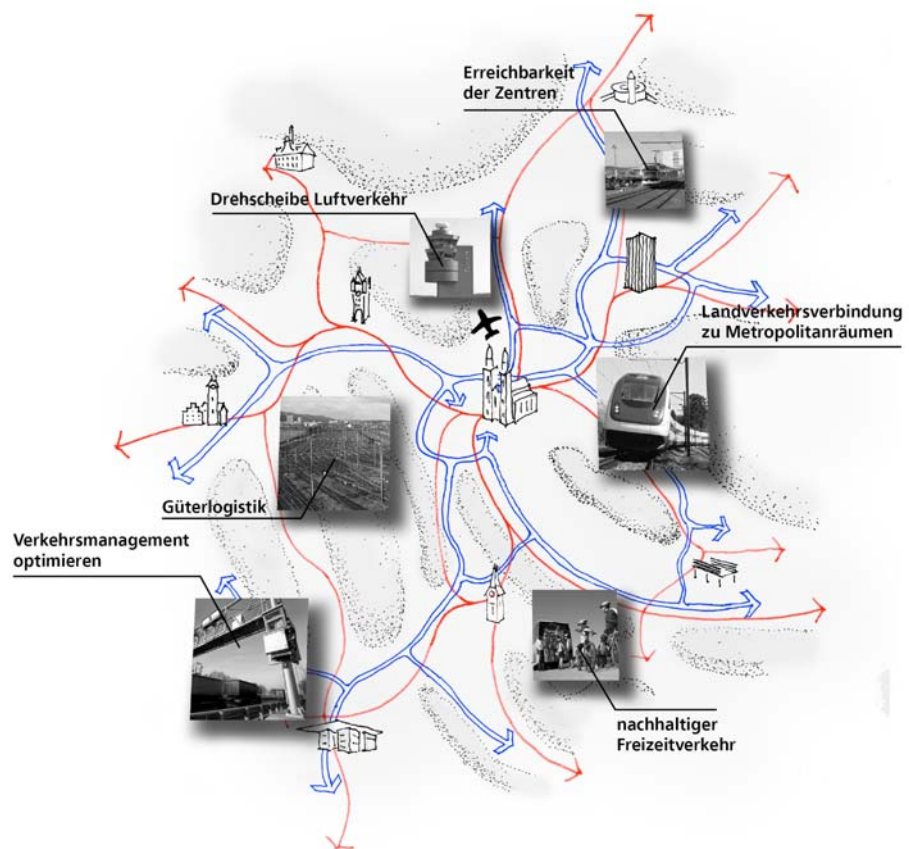 Erreichbarkeit
der Zentren
Drehscheibe Luftverkehr
Landverkehrsverbindung
zu Metropolitanräumen
Güterlogistik
Verkehrsmanagement
optimieren
nachhaltiger
Freizeitverkehr